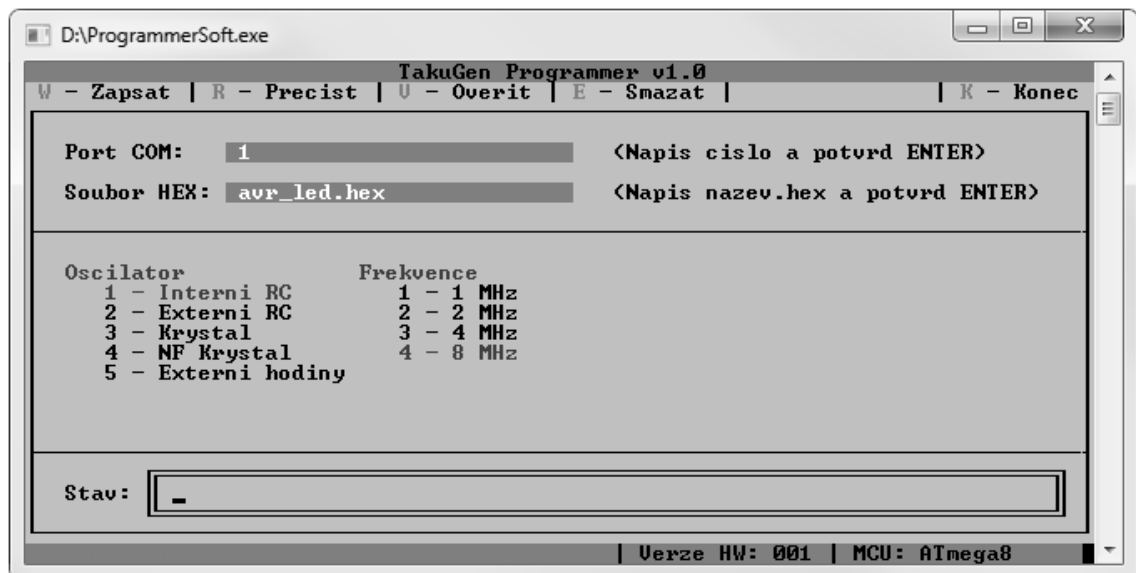 D:\ProgrammerSoft.exe
TakuGen Programmer v1.0
W - Zapsat | R - Precist | V - Overit | E - Smazat | | K - Konec
Port COM: 1 (Napis cislo a potvrd ENTER)
Soubor HEX: avr_led.hex (Napis nazev.hex a potvrd ENTER)
Oscilator Frekvence
1 - Interni RC 1 - 1 MHz
2 - Externi RC 2 - 2 MHz
3 - Krystal 3 - 4 MHz
4 - NF Krystal 4 - 8 MHz
5 - Externi hodiny
Stav: _
| Verze HW: 001 | MCU: ATmega8